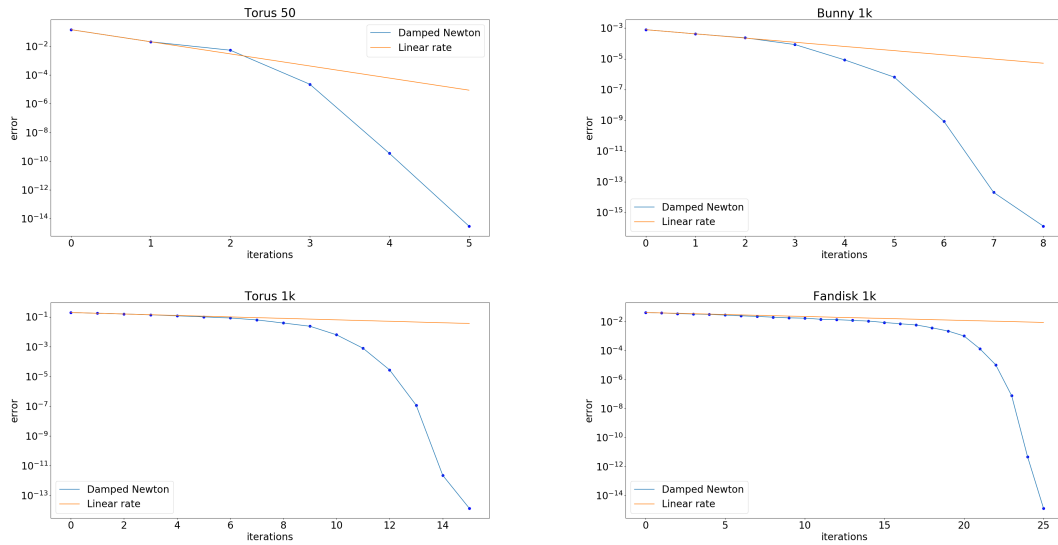 Torus 50
error
10⁻²
10⁻⁴
10⁻⁶
10⁻⁸
10⁻¹⁰
10⁻¹²
10⁻¹⁴
0 1 2 3 4 5
iterations
Damped Newton
Linear rate
Bunny 1k
error
10⁻³
10⁻⁵
10⁻⁷
10⁻⁹
10⁻¹¹
10⁻¹³
10⁻¹⁵
0 1 2 3 4 5 6 7 8
iterations
Damped Newton
Linear rate
Torus 1k
error
10⁻¹
10⁻³
10⁻⁵
10⁻⁷
10⁻⁹
10⁻¹¹
10⁻¹³
0 2 4 6 8 10 12 14
iterations
Damped Newton
Linear rate
Fandisk 1k
error
10⁻²
10⁻⁴
10⁻⁶
10⁻⁸
10⁻¹⁰
10⁻¹²
10⁻¹⁴
0 5 10 15 20 25
iterations
Damped Newton
Linear rate